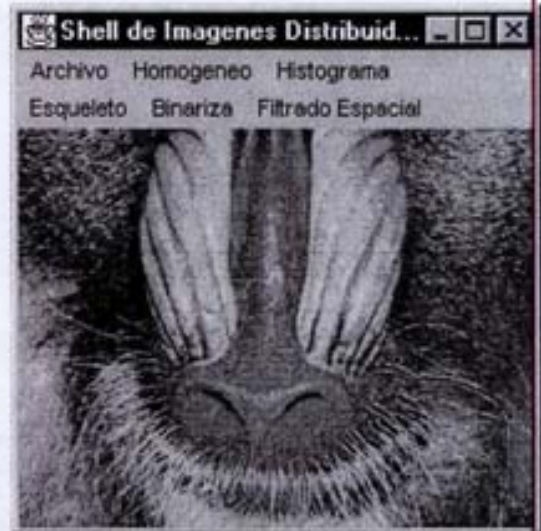 Shell de Imagenes Distribuid...
Archivo Homogeneo Histograma
Esqueleto Binariza Filtrado Espacial